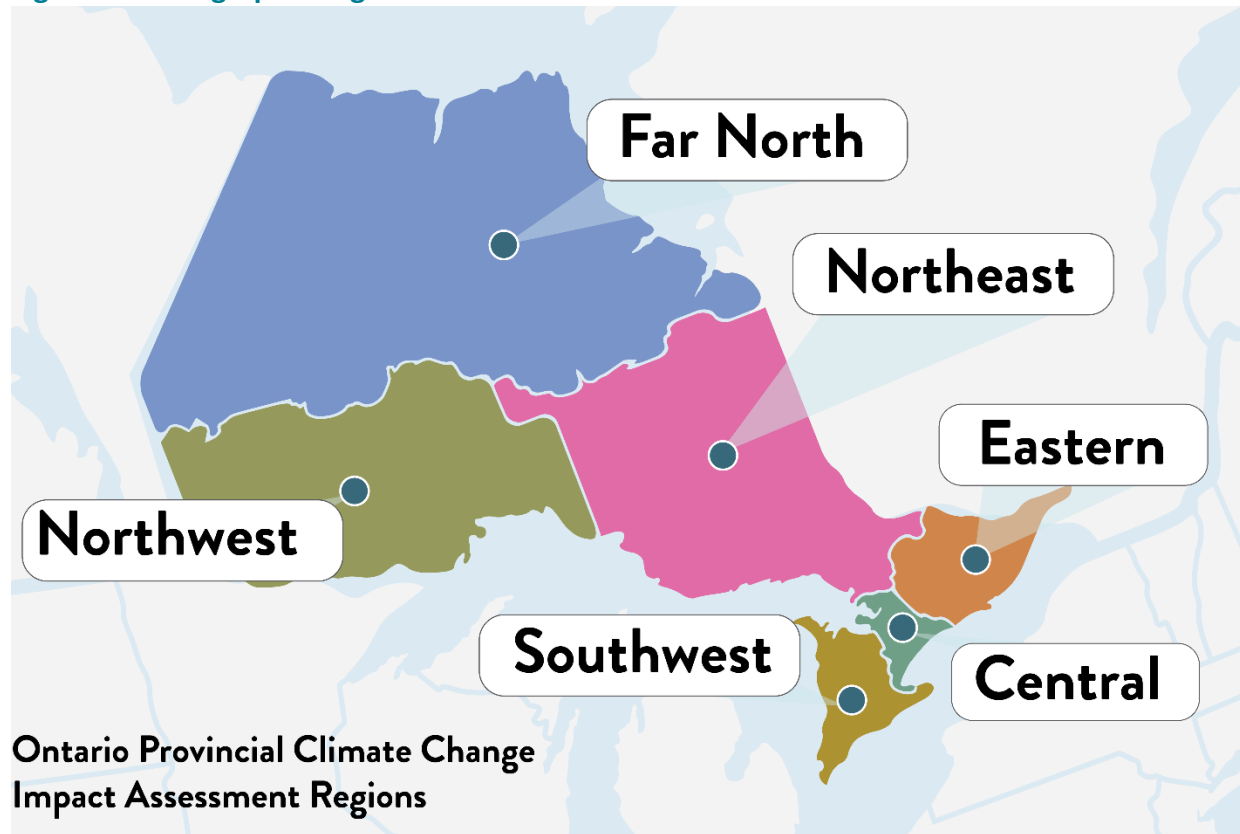 Far North
Northeast
Eastern
Northwest
Southwest
Central
Ontario Provincial Climate Change
Impact Assessment Regions